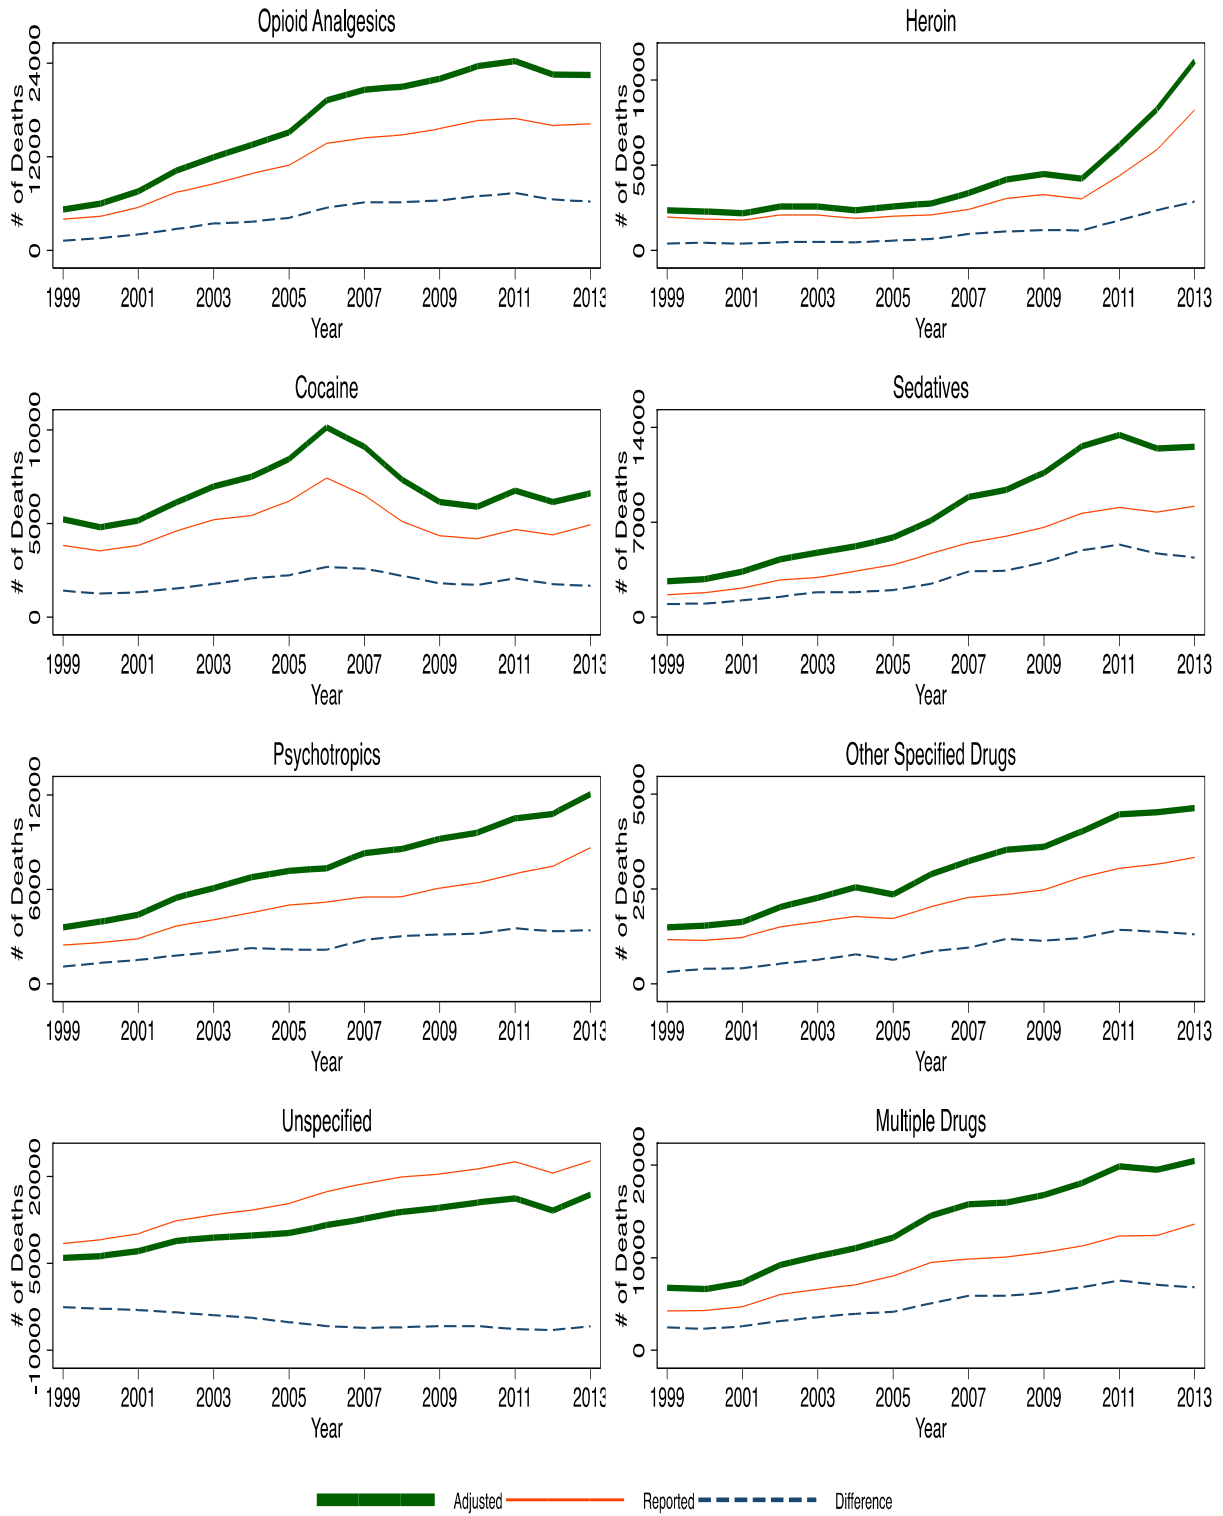 Opioid Analgesics
# of Deaths
0 12000 24000
1999 2001 2003 2005 2007 2009 2011 2013
Year
Heroin
# of Deaths
0 5000 10000
1999 2001 2003 2005 2007 2009 2011 2013
Year
Cocaine
# of Deaths
0 5000 10000
1999 2001 2003 2005 2007 2009 2011 2013
Year
Sedatives
# of Deaths
0 7000 14000
1999 2001 2003 2005 2007 2009 2011 2013
Year
Psychotropics
# of Deaths
0 6000 12000
1999 2001 2003 2005 2007 2009 2011 2013
Year
Other Specified Drugs
# of Deaths
0 2500 5000
1999 2001 2003 2005 2007 2009 2011 2013
Year
Unspecified
# of Deaths
-10000 5000 20000
1999 2001 2003 2005 2007 2009 2011 2013
Year
Multiple Drugs
# of Deaths
0 10000 20000
1999 2001 2003 2005 2007 2009 2011 2013
Year
Adjusted Reported Difference